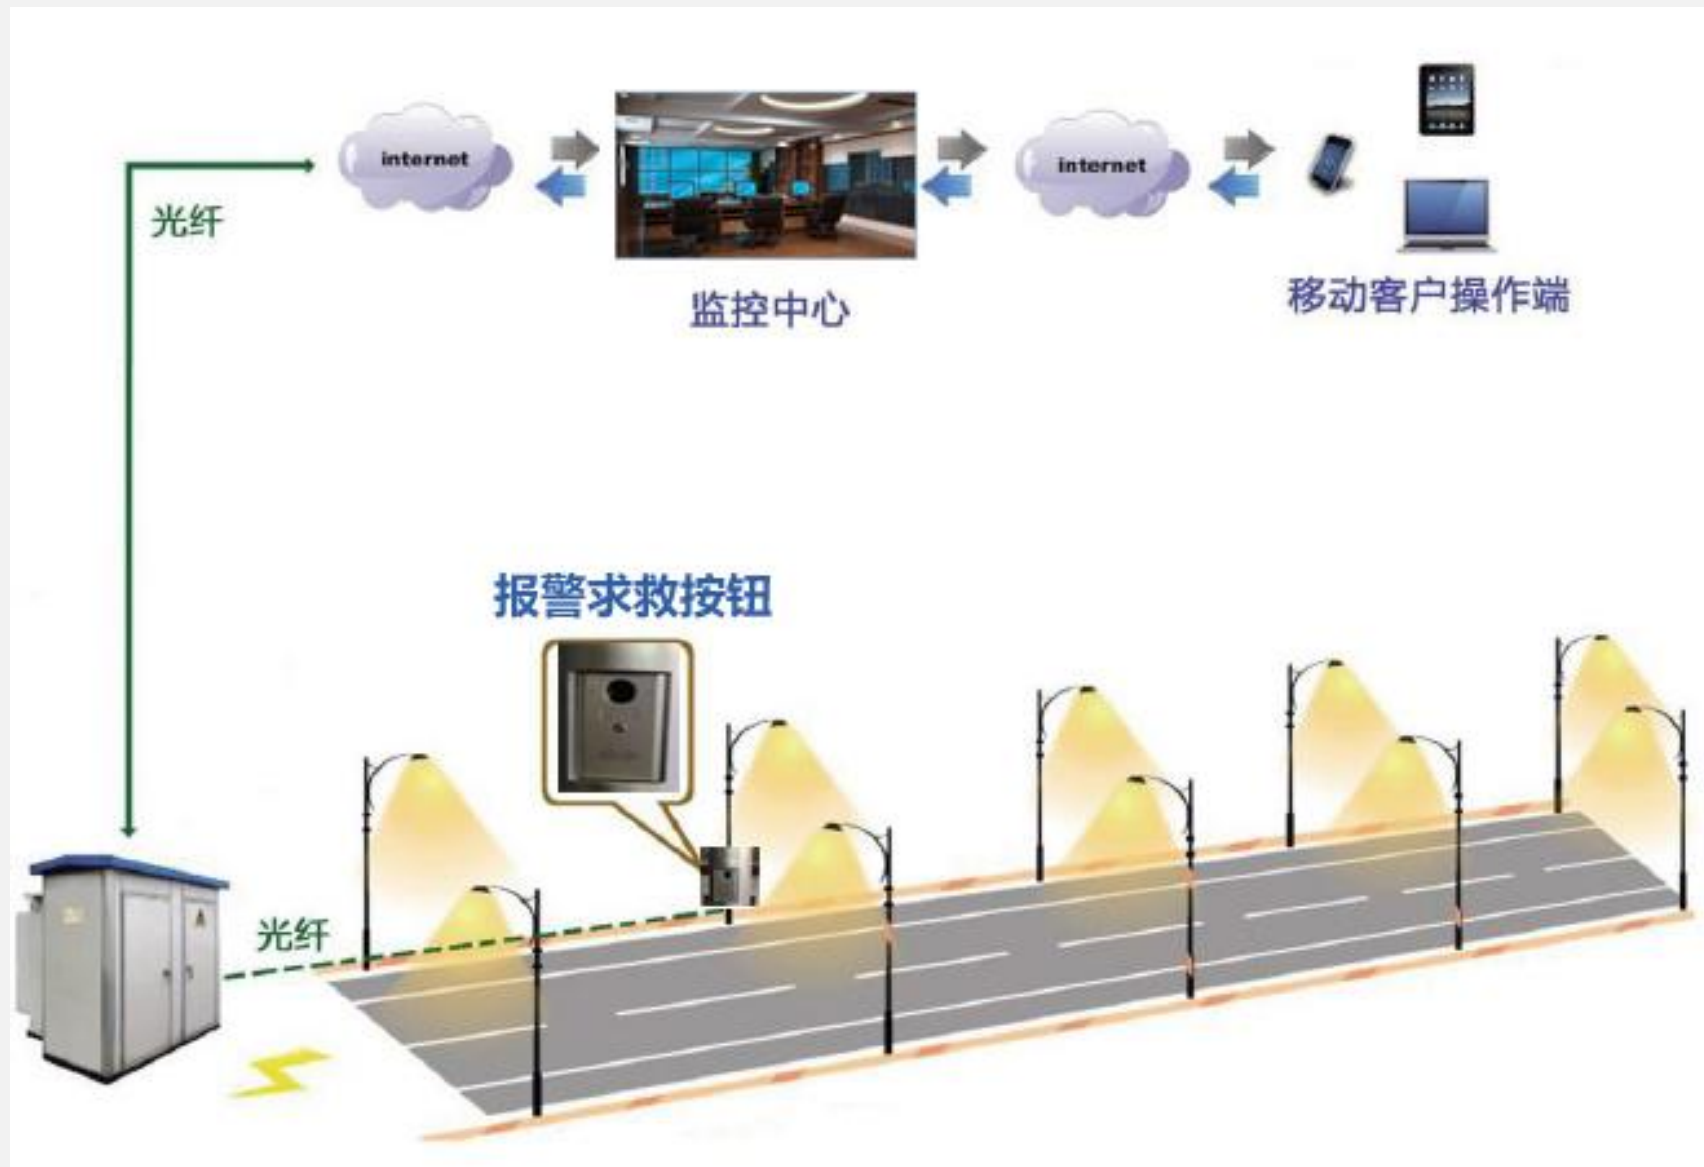 internet
internet
光纤
监控中心
移动客户操作端
报警求救按钮
光纤